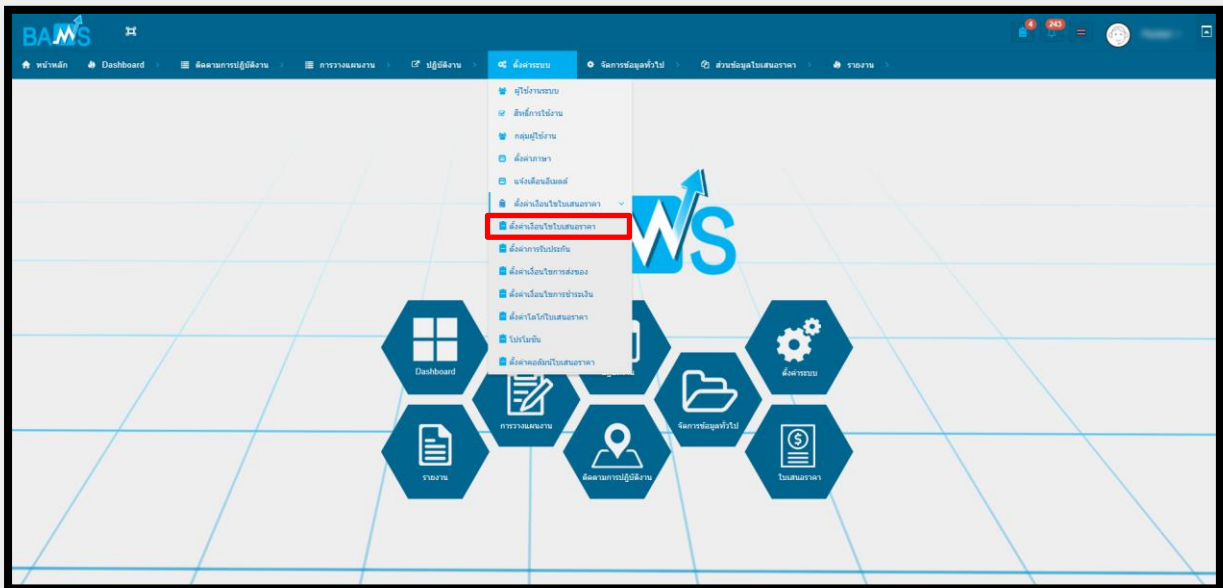 BAMS
4
243
หน้าหลัก
Dashboard
ติดตามการปฏิบัติงาน
การวางแผนงาน
ปฏิบัติงาน
ตั้งค่าระบบ
จัดการข้อมูลทั่วไป
ส่วนข้อมูลใบเสนอราคา
รายงาน
ผู้ใช้งานระบบ
สิทธิ์การใช้งาน
กลุ่มผู้ใช้งาน
ตั้งค่าภาษา
แจ้งเตือนอีเมลล์
ตั้งค่าเงื่อนไขใบเสนอราคา
ตั้งค่าเงื่อนไขใบเสนอราคา
ตั้งค่าการรับประกัน
ตั้งค่าเงื่อนไขการส่งของ
ตั้งค่าเงื่อนไขการชำระเงิน
ตั้งค่าโลโก้ใบเสนอราคา
โปรโมชัน
ตั้งค่าคอลัมน์ใบเสนอราคา
WS
Dashboard
ตั้งค่าระบบ
การวางแผนงาน
จัดการข้อมูลทั่วไป
รายงาน
ติดตามการปฏิบัติงาน
ใบเสนอราคา